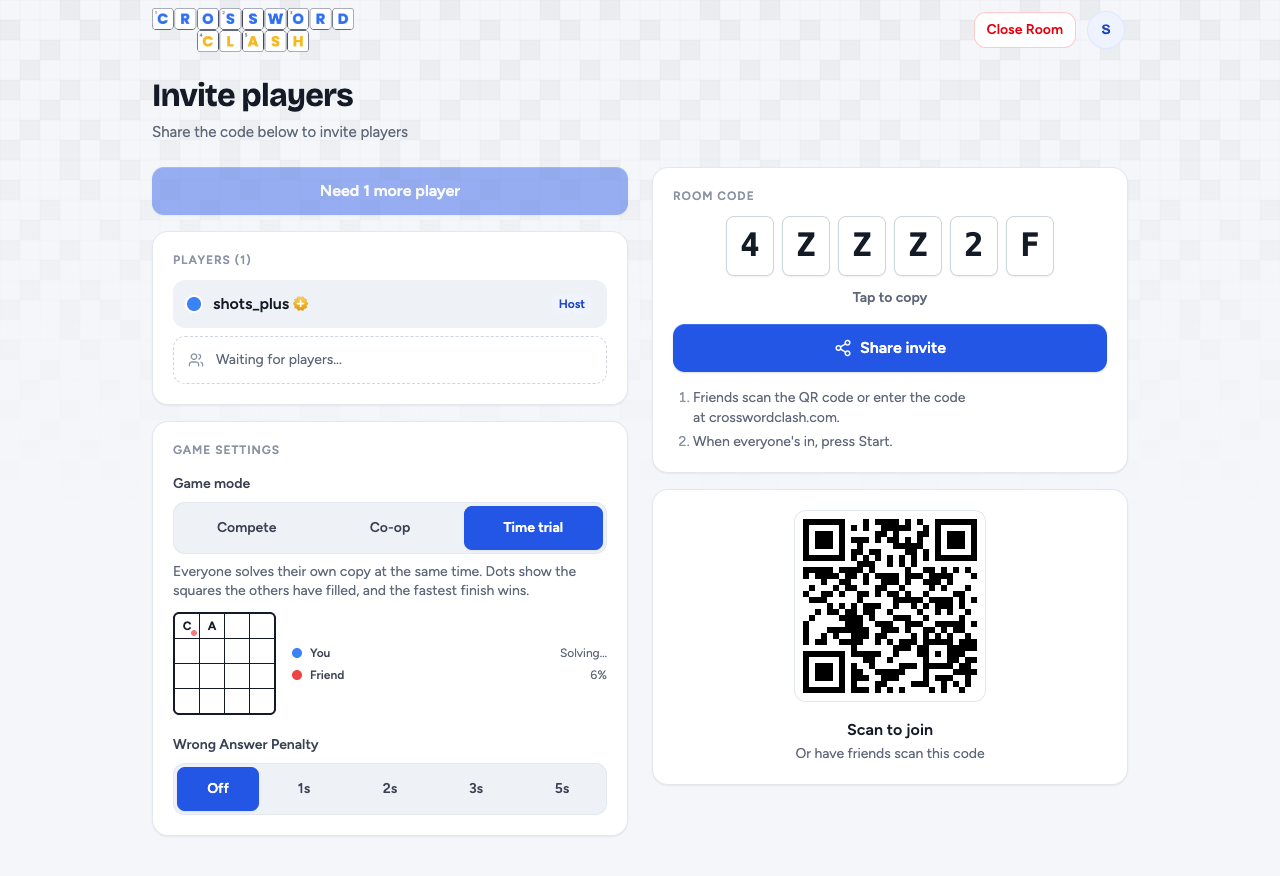 CROSSWORD
CLASH
Close Room
S
Invite players
Share the code below to invite players
Need 1 more player
PLAYERS (1)
shots_plus
Host
Waiting for players...
GAME SETTINGS
Game mode
Compete
Co-op
Time trial
Everyone solves their own copy at the same time. Dots show the
squares the others have filled, and the fastest finish wins.
C A
You
Solving...
Friend
6%
Wrong Answer Penalty
Off
1s
2s
3s
5s
ROOM CODE
4 Z Z Z 2 F
Tap to copy
Share invite
1. Friends scan the QR code or enter the code
at crosswordclash.com.
2. When everyone's in, press Start.
Scan to join
Or have friends scan this code